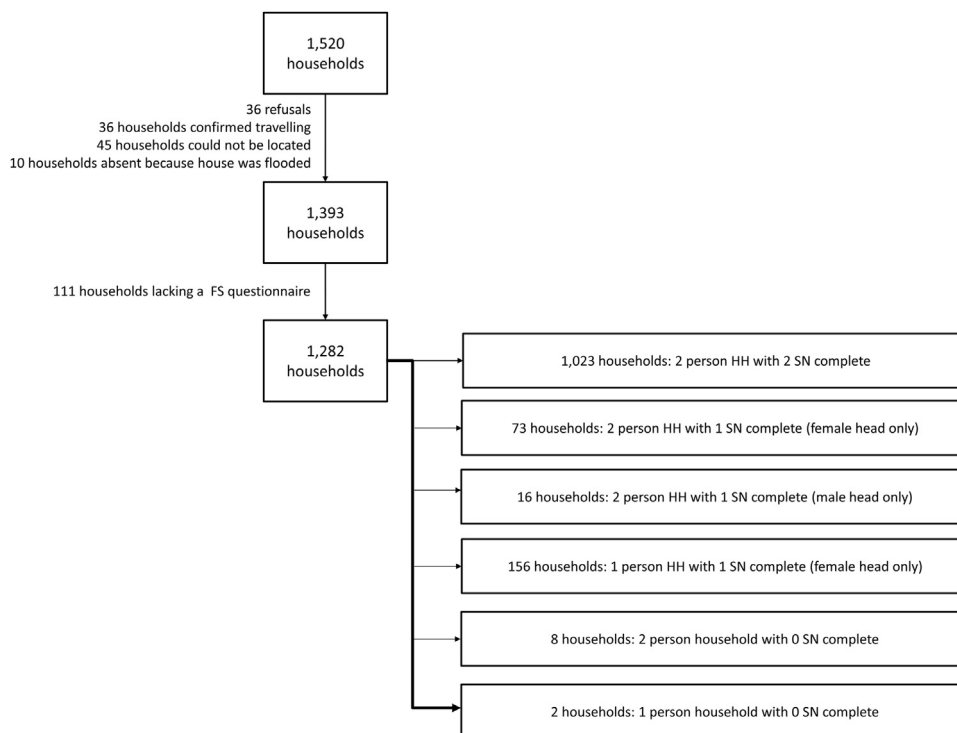 1,520
households
36 refusals
36 households confirmed travelling
45 households could not be located
10 households absent because house was flooded
1,393
households
111 households lacking a  FS questionnaire
1,282
households
1,023 households: 2 person HH with 2 SN complete
73 households: 2 person HH with 1 SN complete (female head only)
16 households: 2 person HH with 1 SN complete (male head only)
156 households: 1 person HH with 1 SN complete (female head only)
8 households: 2 person household with 0 SN complete
2 households: 1 person household with 0 SN complete